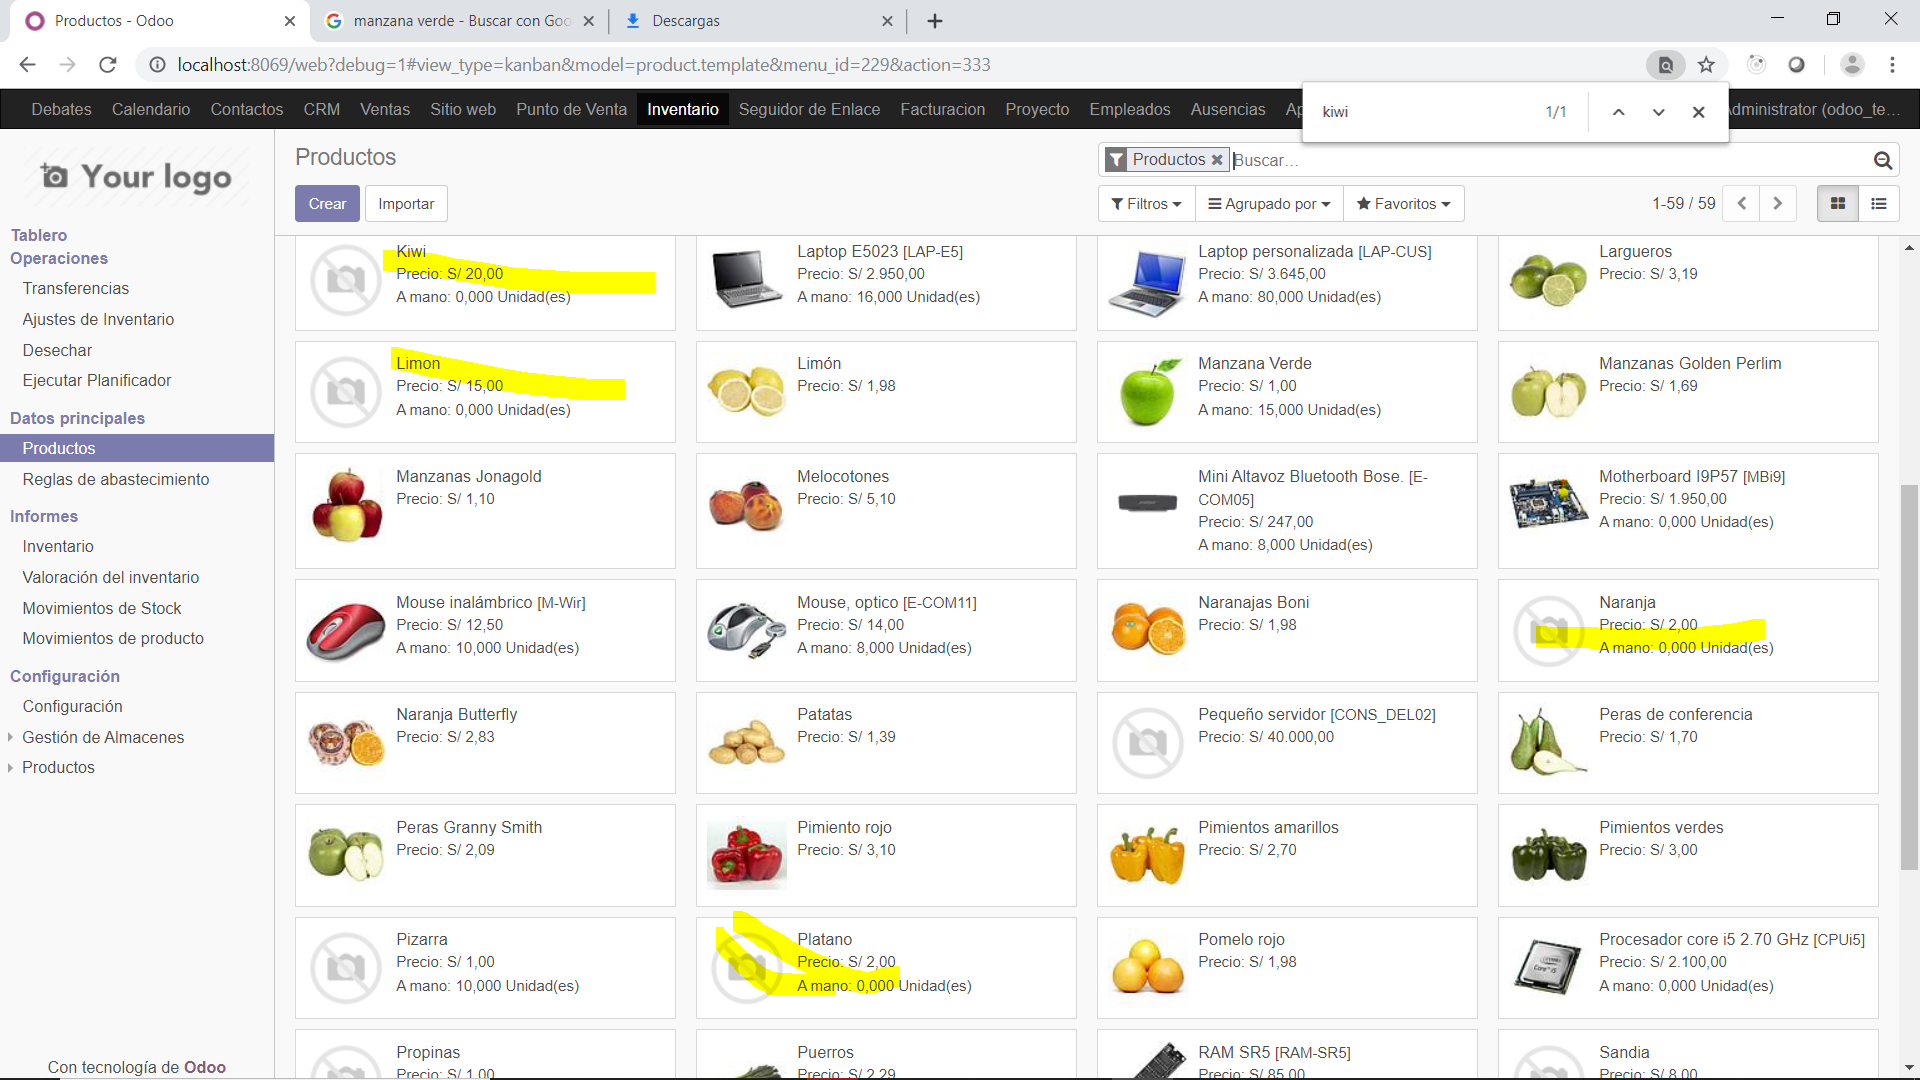 Productos - Odoo
manzana verde - Buscar con Goo
Descargas
localhost:8069/web?debug=1#view_type=kanban&model=product.template&menu_id=229&action=333
Debates Calendario Contactos CRM Ventas Sitio web Punto de Venta Inventario Seguidor de Enlace Facturacion Proyecto Empleados Ausencias Ap
dministrator (odoo_te…
kiwi 1/1
Your logo
Tablero
Operaciones
Transferencias
Ajustes de Inventario
Desechar
Ejecutar Planificador
Datos principales
Productos
Reglas de abastecimiento
Informes
Inventario
Valoración del inventario
Movimientos de Stock
Movimientos de producto
Configuración
Configuración
Gestión de Almacenes
Productos
Con tecnología de Odoo
Productos
Productos Buscar...
Crear Importar
Filtros Agrupado por Favoritos
1-59 / 59
Kiwi
Precio: S/ 20,00
A mano: 0,000 Unidad(es)
Laptop E5023 [LAP-E5]
Precio: S/ 2.950,00
A mano: 16,000 Unidad(es)
Laptop personalizada [LAP-CUS]
Precio: S/ 3.645,00
A mano: 80,000 Unidad(es)
Largueros
Precio: S/ 3,19
Limon
Precio: S/ 15,00
A mano: 0,000 Unidad(es)
Limón
Precio: S/ 1,98
Manzana Verde
Precio: S/ 1,00
A mano: 15,000 Unidad(es)
Manzanas Golden Perlim
Precio: S/ 1,69
Manzanas Jonagold
Precio: S/ 1,10
Melocotones
Precio: S/ 5,10
Mini Altavoz Bluetooth Bose. [E-
COM05]
Precio: S/ 247,00
A mano: 8,000 Unidad(es)
Motherboard I9P57 [MBi9]
Precio: S/ 1.950,00
A mano: 0,000 Unidad(es)
Mouse inalámbrico [M-Wir]
Precio: S/ 12,50
A mano: 10,000 Unidad(es)
Mouse, optico [E-COM11]
Precio: S/ 14,00
A mano: 8,000 Unidad(es)
Naranajas Boni
Precio: S/ 1,98
Naranja
Precio: S/ 2,00
A mano: 0,000 Unidad(es)
Naranja Butterfly
Precio: S/ 2,83
Patatas
Precio: S/ 1,39
Pequeño servidor [CONS_DEL02]
Precio: S/ 40.000,00
Peras de conferencia
Precio: S/ 1,70
Peras Granny Smith
Precio: S/ 2,09
Pimiento rojo
Precio: S/ 3,10
Pimientos amarillos
Precio: S/ 2,70
Pimientos verdes
Precio: S/ 3,00
Pizarra
Precio: S/ 1,00
A mano: 10,000 Unidad(es)
Platano
Precio: S/ 2,00
A mano: 0,000 Unidad(es)
Pomelo rojo
Precio: S/ 1,98
Procesador core i5 2.70 GHz [CPUi5]
Precio: S/ 2.100,00
A mano: 0,000 Unidad(es)
Propinas
Precio: S/ 1,00
Puerros
Precio: S/ 2,29
RAM SR5 [RAM-SR5]
Precio: S/ 85,00
Sandia
Precio: S/ 8,00